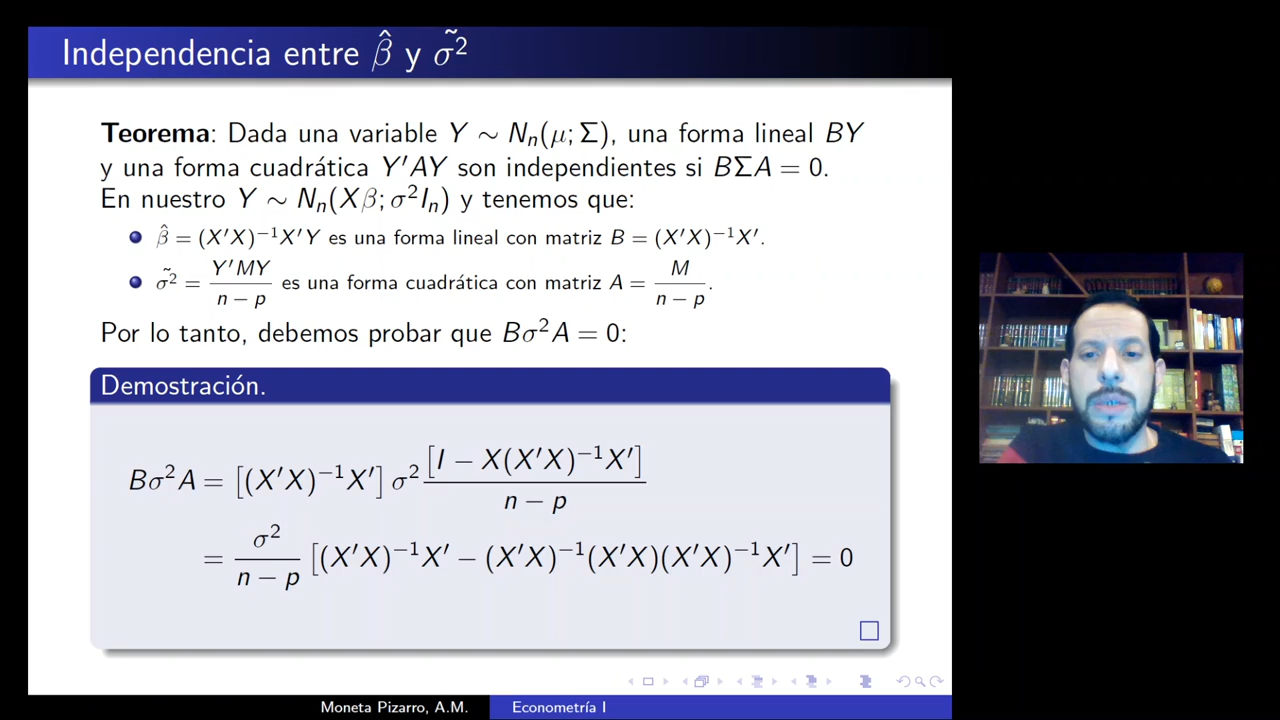 Independencia entre β̂ y σ̃²
Teorema: Dada una variable Y ∼ Nₙ(μ; Σ), una forma lineal BY
y una forma cuadrática Y′AY son independientes si BΣA = 0.
En nuestro Y ∼ Nₙ(Xβ; σ²Iₙ) y tenemos que:
β̂ = (X′X)⁻¹X′Y es una forma lineal con matriz B = (X′X)⁻¹X′.
σ̃² = Y′MY / n − p es una forma cuadrática con matriz A = M / n − p.
Por lo tanto, debemos probar que Bσ²A = 0:
Demostración.
Bσ²A = [(X′X)⁻¹X′] σ² [I − X(X′X)⁻¹X′] / n − p
= σ² / n − p [(X′X)⁻¹X′ − (X′X)⁻¹(X′X)(X′X)⁻¹X′] = 0
Moneta Pizarro, A.M.
Econometría I